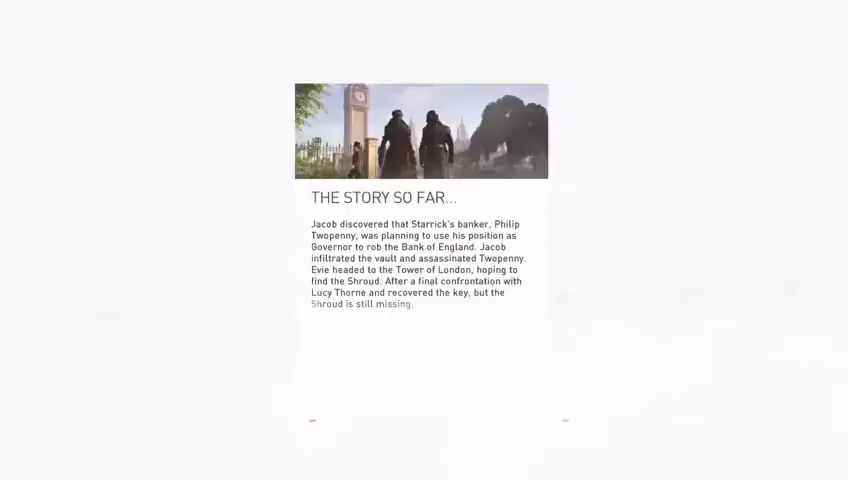 THE STORY SO FAR...
Jacob discovered that Starrick's banker, Philip
Twopenny, was planning to use his position as
Governor to rob the Bank of England. Jacob
infiltrated the vault and assassinated Twopenny.
Evie headed to the Tower of London, hoping to
find the Shroud. After a final confrontation with
Lucy Thorne and recovered the key, but the
Shroud is still missing.